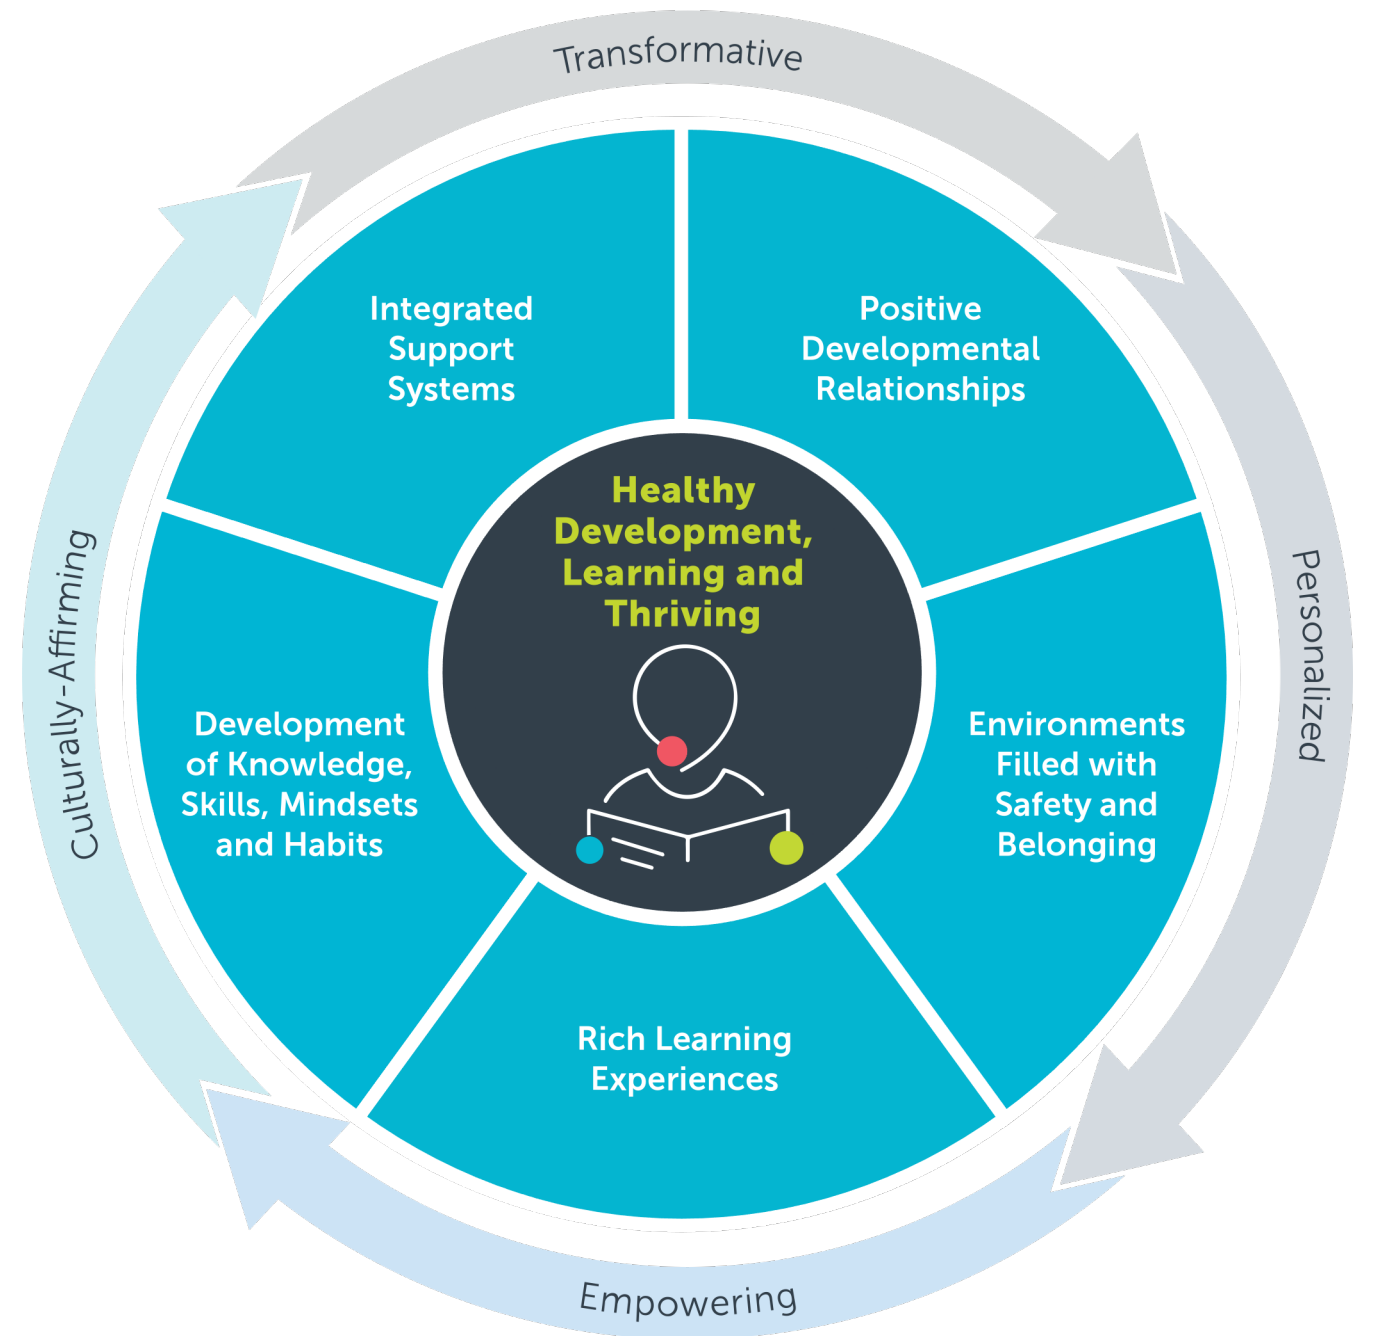 Transformative
Integrated
Support
Systems
Positive
Developmental
Relationships
Healthy
Development,
Learning and
Thriving
Personalized
Culturally-Affirming
Development
of Knowledge,
Skills, Mindsets
and Habits
Environments
Filled with
Safety and
Belonging
Rich Learning
Experiences
Empowering